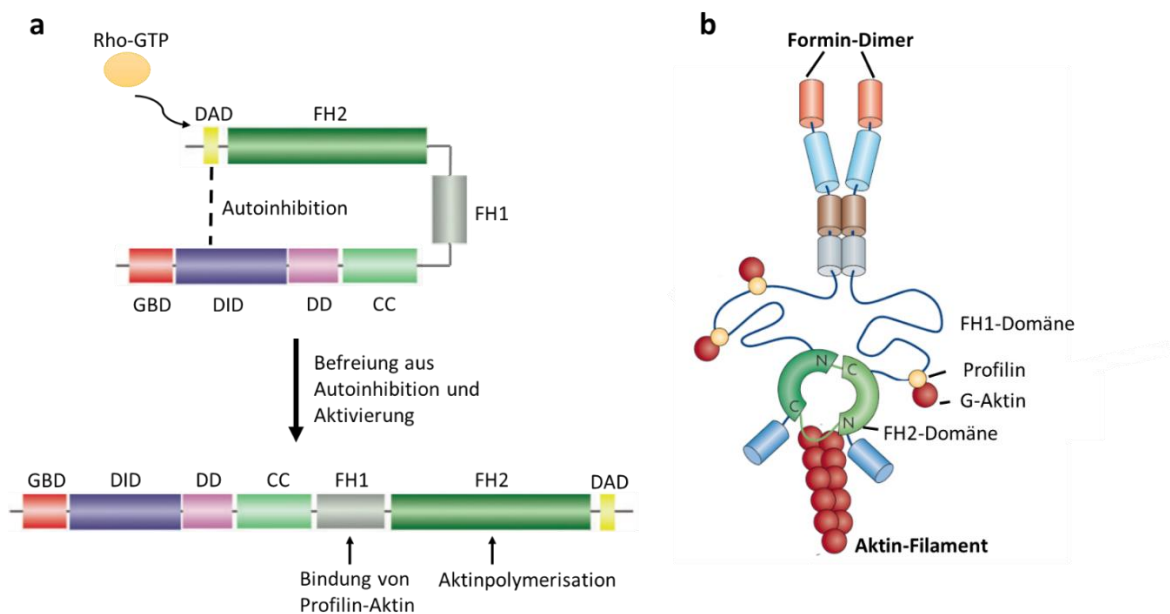 a
Rho-GTP
DAD
FH2
Autoinhibition
FH1
GBD
DID
DD
CC
Befreiung aus
Autoinhibition und
Aktivierung
GBD
DID
DD
CC
FH1
FH2
DAD
Bindung von
Profilin-Aktin
Aktinpolymerisation
b
Formin-Dimer
FH1-Domäne
Profilin
G-Aktin
FH2-Domäne
N
C
C
N
Aktin-Filament